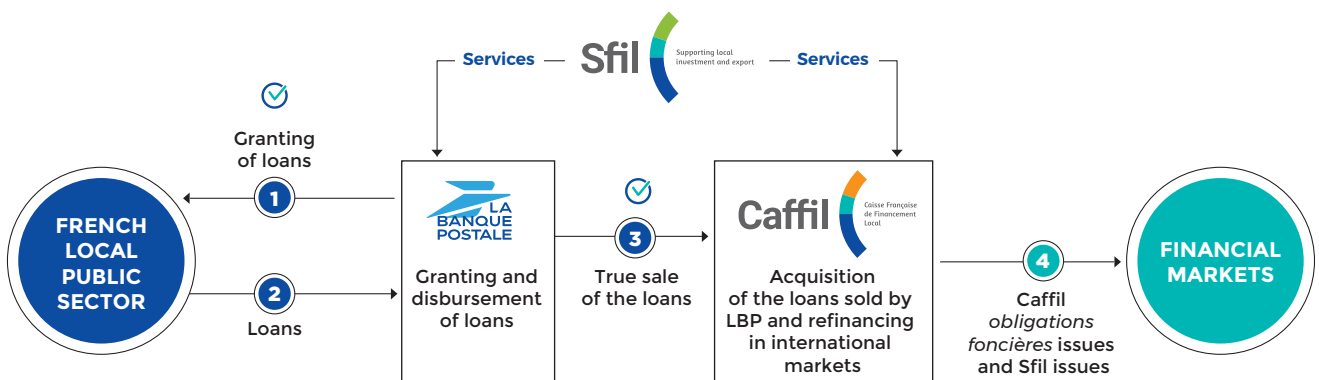 Services
Sfil
Supporting local
investment and export
Services
Granting
of loans
1
FRENCH
LOCAL
PUBLIC
SECTOR
2
Loans
LA
BANQUE
POSTALE
Granting and
disbursement
of loans
3
True sale
of the loans
Caffil
Caisse Française
de Financement
Local
Acquisition
of the loans sold by
LBP and refinancing
in international
markets
4
Caffil
obligations
foncières issues
and Sfil issues
FINANCIAL
MARKETS